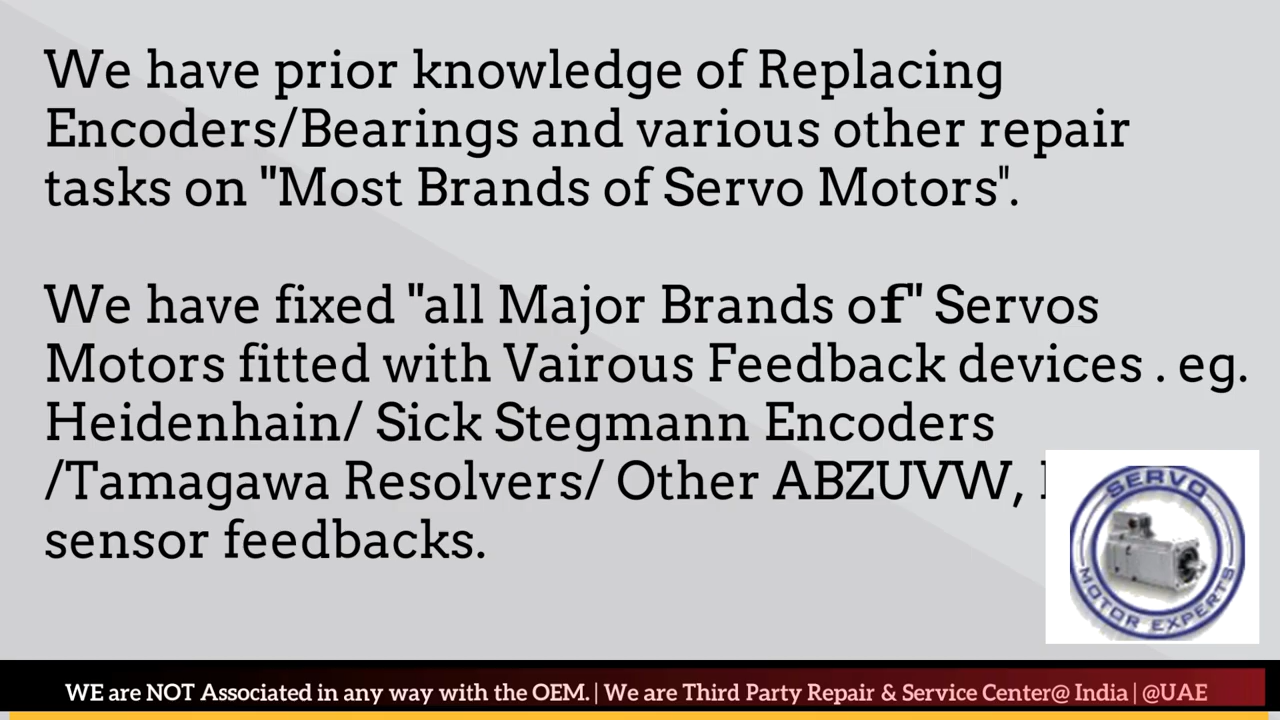 We have prior knowledge of Replacing
Encoders/Bearings and various other repair
tasks on "Most Brands of Servo Motors".
We have fixed "all Major Brands of" Servos
Motors fitted with Vairous Feedback devices . eg.
Heidenhain/ Sick Stegmann Encoders
/Tamagawa Resolvers/ Other ABZUVW,
sensor feedbacks.
SERVO
MOTOR EXPERTS
WE are NOT Associated in any way with the OEM. | We are Third Party Repair & Service Center@ India | @UAE